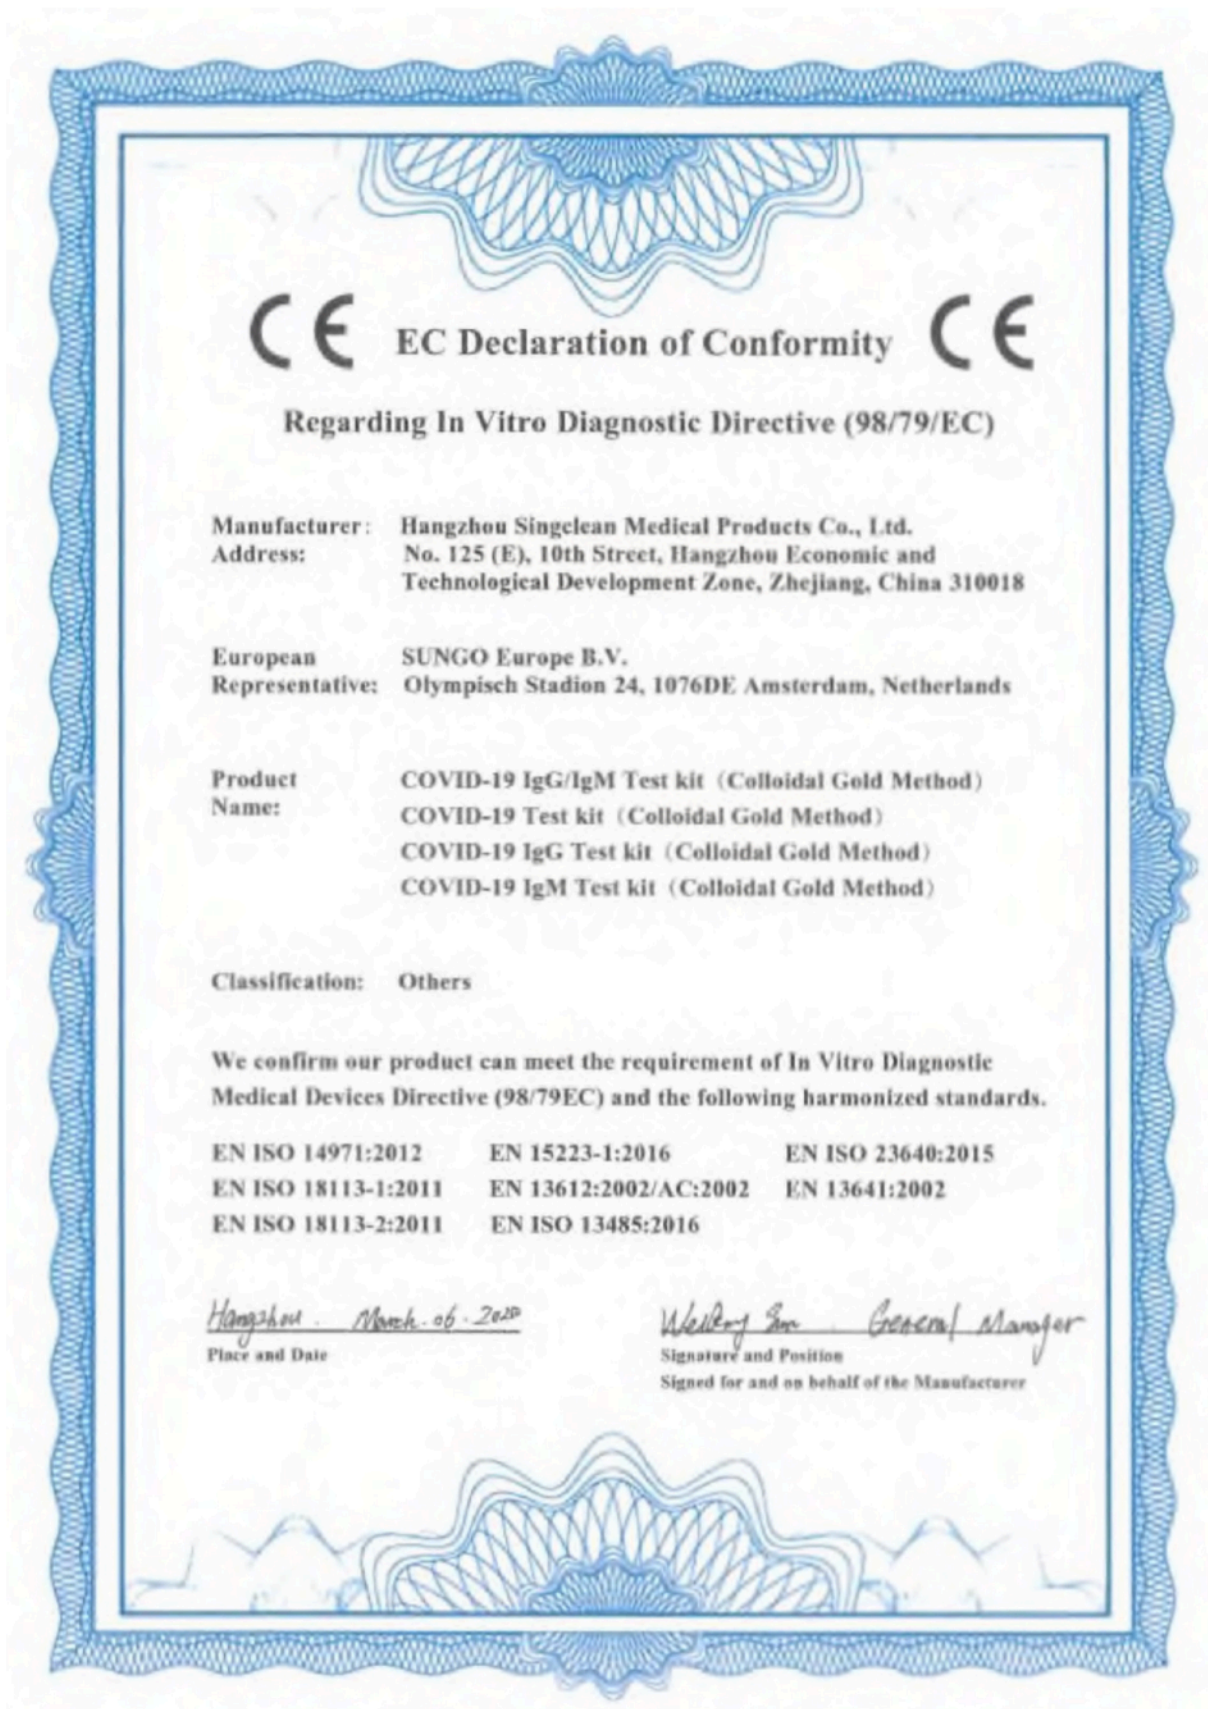 CE EC Declaration of Conformity CE
Regarding In Vitro Diagnostic Directive (98/79/EC)
Manufacturer: Hangzhou Singclean Medical Products Co., Ltd.
Address: No. 125 (E), 10th Street, Hangzhou Economic and
Technological Development Zone, Zhejiang, China 310018
European SUNGO Europe B.V.
Representative: Olympisch Stadion 24, 1076DE Amsterdam, Netherlands
Product COVID-19 IgG/IgM Test kit（Colloidal Gold Method）
Name:
COVID-19 Test kit（Colloidal Gold Method）
COVID-19 IgG Test kit（Colloidal Gold Method）
COVID-19 IgM Test kit（Colloidal Gold Method）
Classification: Others
We confirm our product can meet the requirement of In Vitro Diagnostic
Medical Devices Directive (98/79EC) and the following harmonized standards.
EN ISO 14971:2012 EN 15223-1:2016 EN ISO 23640:2015
EN ISO 18113-1:2011 EN 13612:2002/AC:2002 EN 13641:2002
EN ISO 18113-2:2011 EN ISO 13485:2016
Hangzhou. March. 06. 2020 General Manager
Place and Date Signature and Position
Signed for and on behalf of the Manufacturer